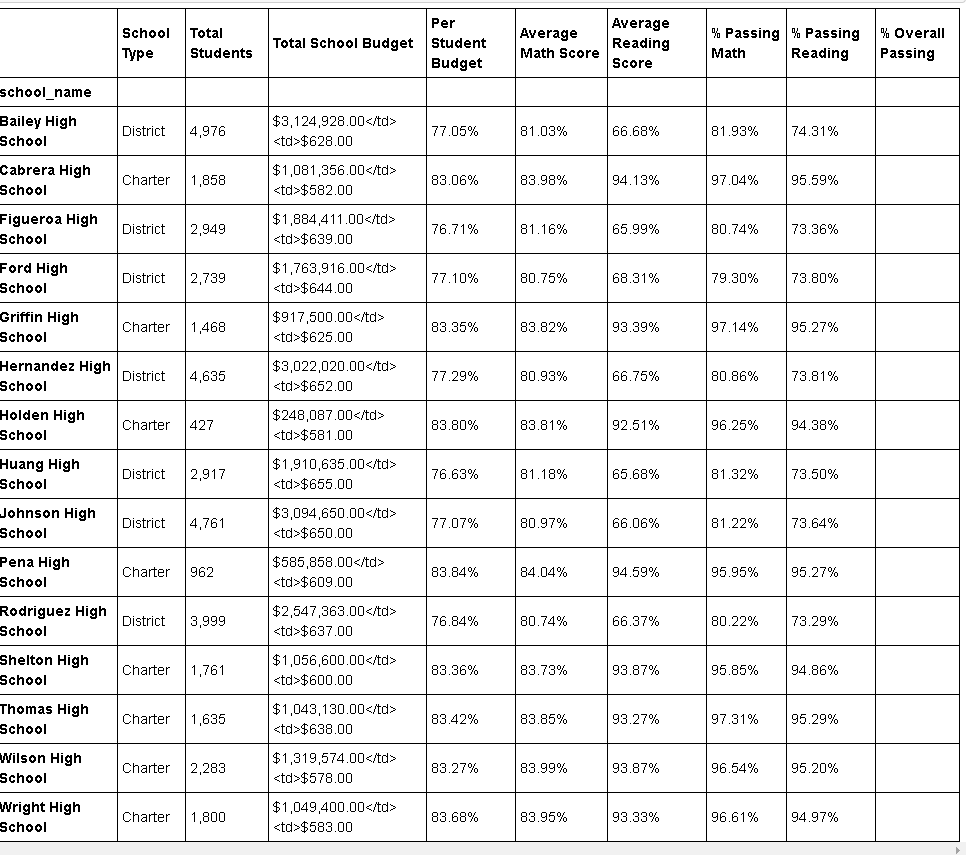 School Type | Total Students | Total School Budget | Per Student Budget | Average Math Score | Average Reading Score | % Passing Math | % Passing Reading | % Overall Passing
school_name
Bailey High School | District | 4,976 | $3,124,928.00</td> <td>$628.00 | 77.05% | 81.03% | 66.68% | 81.93% | 74.31%
Cabrera High School | Charter | 1,858 | $1,081,356.00</td> <td>$582.00 | 83.06% | 83.98% | 94.13% | 97.04% | 95.59%
Figueroa High School | District | 2,949 | $1,884,411.00</td> <td>$639.00 | 76.71% | 81.16% | 65.99% | 80.74% | 73.36%
Ford High School | District | 2,739 | $1,763,916.00</td> <td>$644.00 | 77.10% | 80.75% | 68.31% | 79.30% | 73.80%
Griffin High School | Charter | 1,468 | $917,500.00</td> <td>$625.00 | 83.35% | 83.82% | 93.39% | 97.14% | 95.27%
Hernandez High School | District | 4,635 | $3,022,020.00</td> <td>$652.00 | 77.29% | 80.93% | 66.75% | 80.86% | 73.81%
Holden High School | Charter | 427 | $248,087.00</td> <td>$581.00 | 83.80% | 83.81% | 92.51% | 96.25% | 94.38%
Huang High School | District | 2,917 | $1,910,635.00</td> <td>$655.00 | 76.63% | 81.18% | 65.68% | 81.32% | 73.50%
Johnson High School | District | 4,761 | $3,094,650.00</td> <td>$650.00 | 77.07% | 80.97% | 66.06% | 81.22% | 73.64%
Pena High School | Charter | 962 | $585,858.00</td> <td>$609.00 | 83.84% | 84.04% | 94.59% | 95.95% | 95.27%
Rodriguez High School | District | 3,999 | $2,547,363.00</td> <td>$637.00 | 76.84% | 80.74% | 66.37% | 80.22% | 73.29%
Shelton High School | Charter | 1,761 | $1,056,600.00</td> <td>$600.00 | 83.36% | 83.73% | 93.87% | 95.85% | 94.86%
Thomas High School | Charter | 1,635 | $1,043,130.00</td> <td>$638.00 | 83.42% | 83.85% | 93.27% | 97.31% | 95.29%
Wilson High School | Charter | 2,283 | $1,319,574.00</td> <td>$578.00 | 83.27% | 83.99% | 93.87% | 96.54% | 95.20%
Wright High School | Charter | 1,800 | $1,049,400.00</td> <td>$583.00 | 83.68% | 83.95% | 93.33% | 96.61% | 94.97%